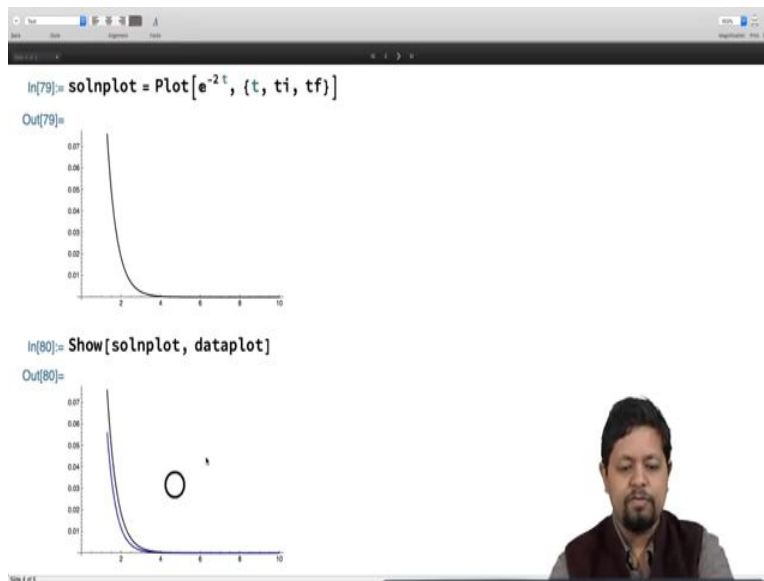 Text
Alignment
In[79]:= solnplot = Plot[e^-2 t, {t, ti, tf}]
Out[79]=
0.07
0.06
0.05
0.04
0.03
0.02
0.01
2 4 6 8 10
In[80]:= Show[solnplot, dataplot]
Out[80]=
0.07
0.06
0.05
0.04
0.03
0.02
0.01
2 4 6 8 10